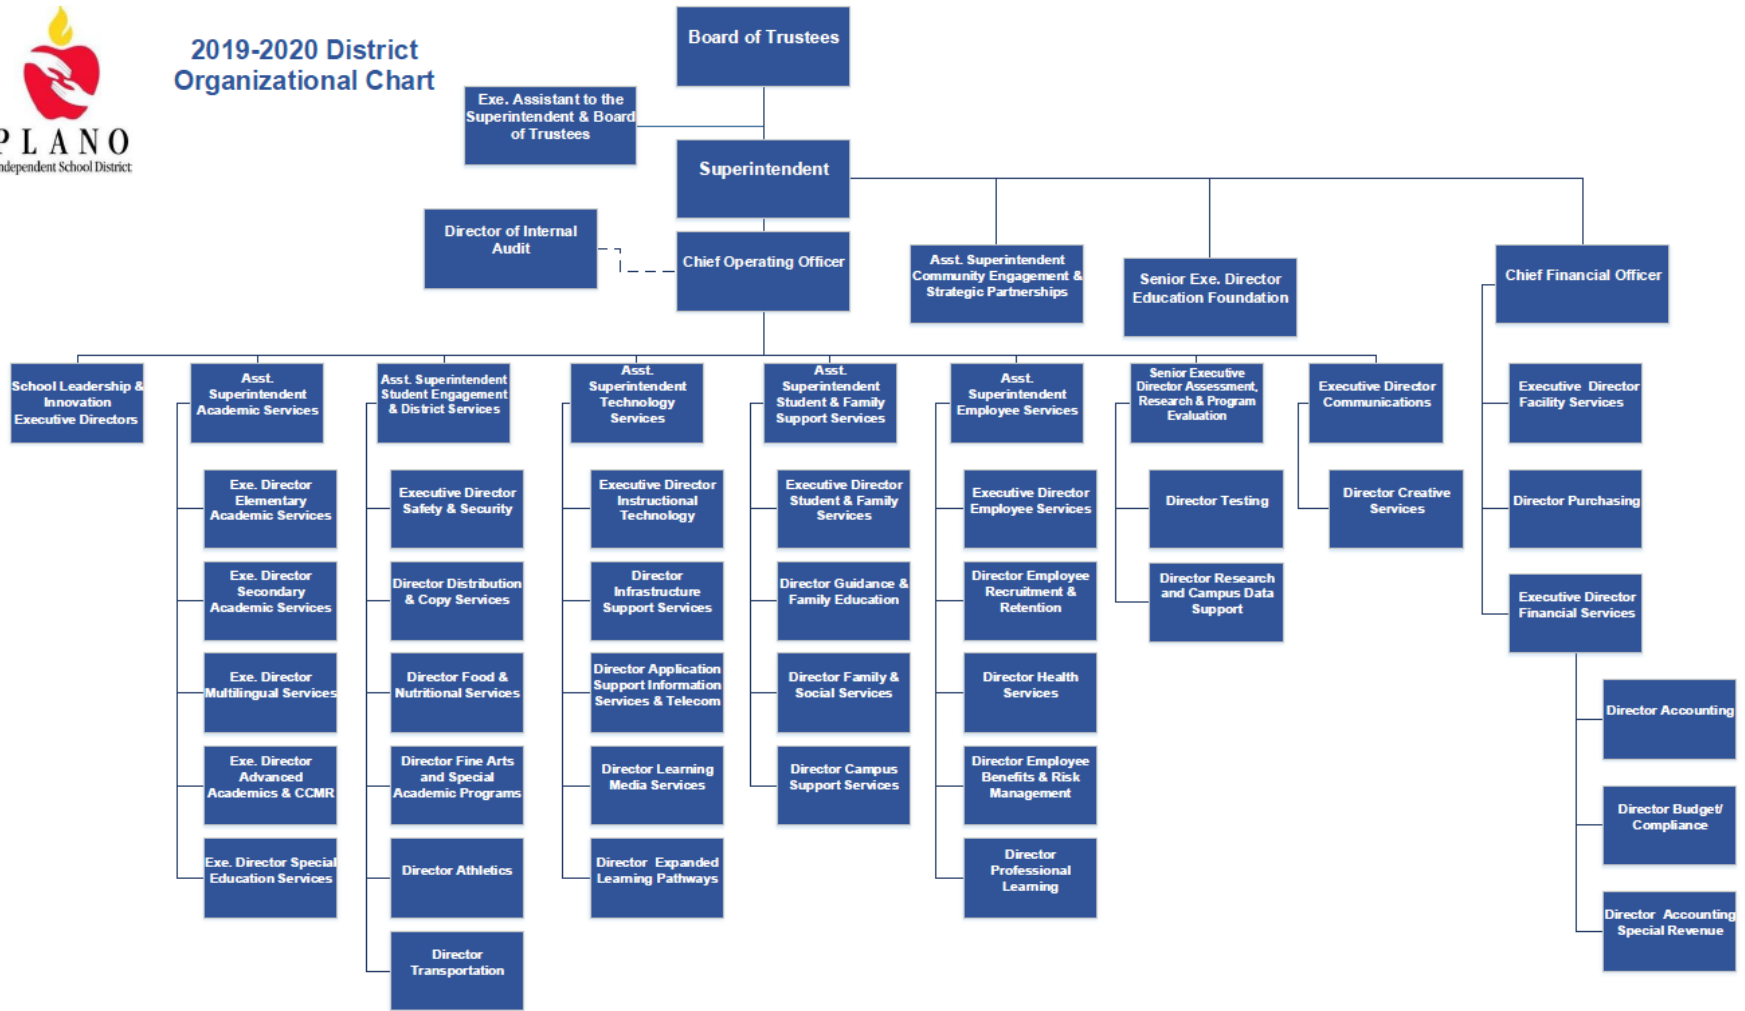 2019-2020 District
Organizational Chart
PLANO
Independent School District
Board of Trustees
Exe. Assistant to the
Superintendent & Board
of Trustees
Superintendent
Director of Internal
Audit
Chief Operating Officer
Asst. Superintendent
Community Engagement &
Strategic Partnerships
Senior Exe. Director
Education Foundation
Chief Financial Officer
School Leadership &
Innovation
Executive Directors
Asst.
Superintendent
Academic Services
Asst. Superintendent
Student Engagement
& District Services
Asst.
Superintendent
Technology
Services
Asst.
Superintendent
Student & Family
Support Services
Asst.
Superintendent
Employee Services
Senior Executive
Director Assessment,
Research & Program
Evaluation
Executive Director
Communications
Executive Director
Facility Services
Exe. Director
Elementary
Academic Services
Executive Director
Safety & Security
Executive Director
Instructional
Technology
Executive Director
Student & Family
Services
Executive Director
Employee Services
Director Testing
Director Creative
Services
Director Purchasing
Exe. Director
Secondary
Academic Services
Director Distribution
& Copy Services
Director
Infrastructure
Support Services
Director Guidance &
Family Education
Director Employee
Recruitment &
Retention
Director Research
and Campus Data
Support
Executive Director
Financial Services
Exe. Director
Multilingual Services
Director Food &
Nutritional Services
Director Application
Support Information
Services & Telecom
Director Family &
Social Services
Director Health
Services
Director Accounting
Exe. Director
Advanced
Academics & CCMR
Director Fine Arts
and Special
Academic Programs
Director Learning
Media Services
Director Campus
Support Services
Director Employee
Benefits & Risk
Management
Director Budget/
Compliance
Exe. Director Special
Education Services
Director Athletics
Director Expanded
Learning Pathways
Director
Professional
Learning
Director Accounting
Special Revenue
Director
Transportation